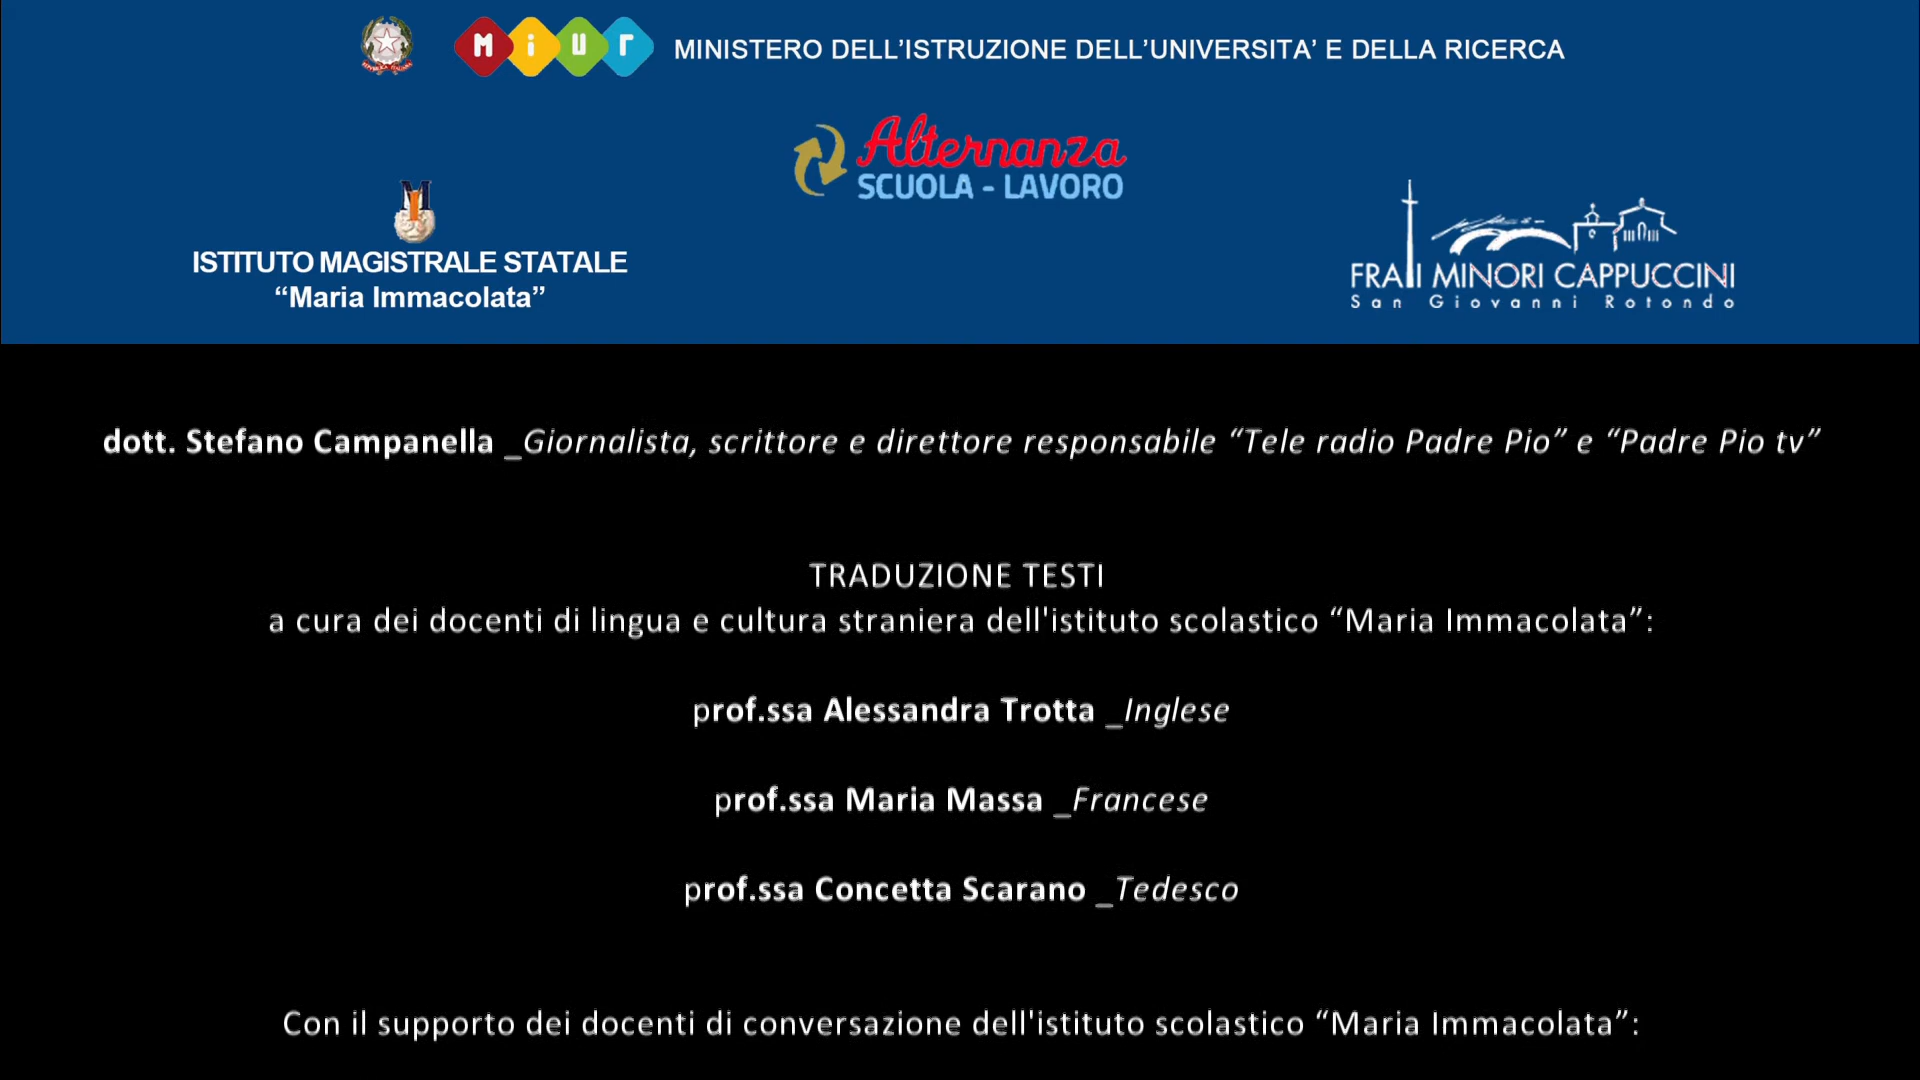 MIUR MINISTERO DELL’ISTRUZIONE DELL’UNIVERSITA’ E DELLA RICERCA
Alternanza
SCUOLA - LAVORO
ISTITUTO MAGISTRALE STATALE
“Maria Immacolata”
FRATI MINORI CAPPUCCINI
San Giovanni Rotondo
dott. Stefano Campanella _Giornalista, scrittore e direttore responsabile “Tele radio Padre Pio” e “Padre Pio tv”
TRADUZIONE TESTI
a cura dei docenti di lingua e cultura straniera dell'istituto scolastico “Maria Immacolata”:
prof.ssa Alessandra Trotta _Inglese
prof.ssa Maria Massa _Francese
prof.ssa Concetta Scarano _Tedesco
Con il supporto dei docenti di conversazione dell'istituto scolastico “Maria Immacolata”: